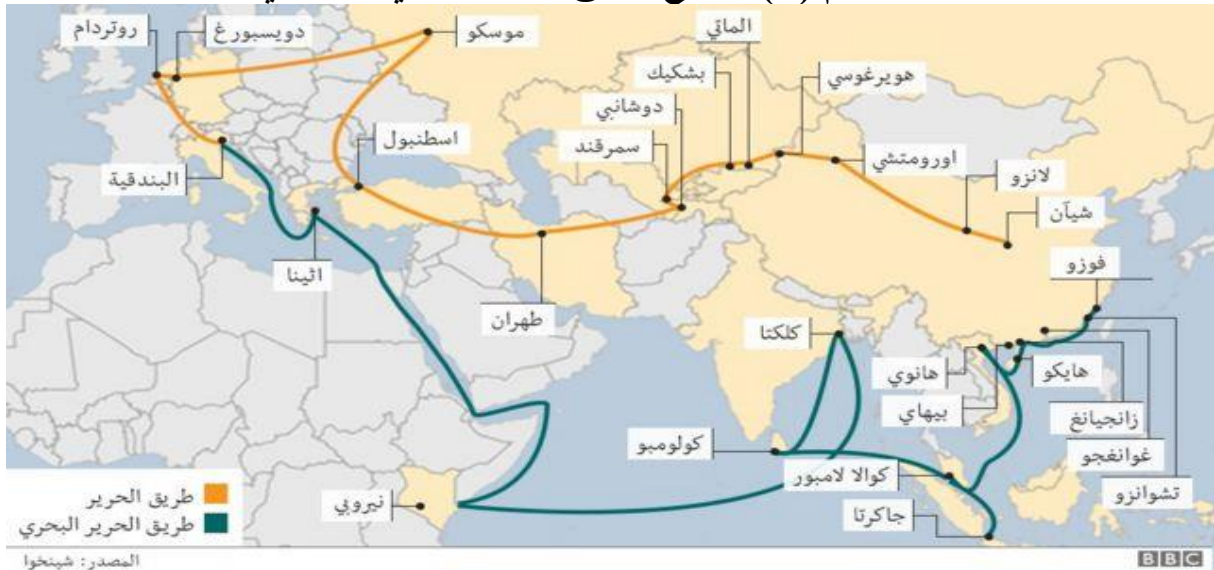 الماتي
موسكو
دويسبورغ
روتردام
هويرغوسي
بشكيك
دوشانبي
سمرقند
اسطنبول
البندقية
اورومتشي
لانزو
شيآن
فوزو
اثينا
طهران
كلكتا
هانوي
هايكو
بيهاي
زانجيانغ
غوانغجو
تشوانزو
كولومبو
كوالا لامبور
جاكرتا
نيروبي
طريق الحرير
طريق الحرير البحري
المصدر: شينخوا
BBC